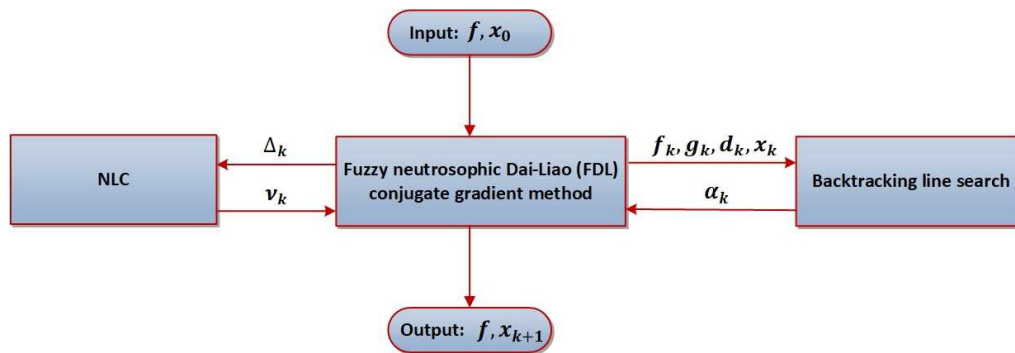 Input: f, x₀
NLC
Δₖ
νₖ
Fuzzy neutrosophic Dai-Liao (FDL)
conjugate gradient method
fₖ, gₖ, dₖ, xₖ
αₖ
Backtracking line search
Output: f, xₖ₊₁